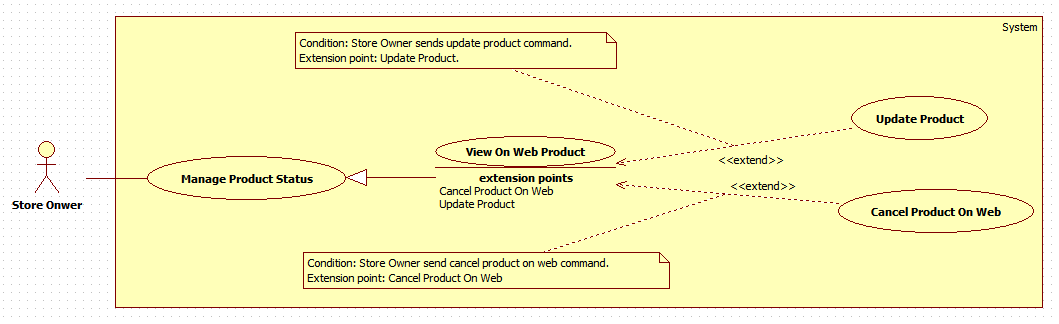 System
Condition: Store Owner sends update product command.
Extension point: Update Product.
Update Product
View On Web Product
<<extend>>
Manage Product Status
extension points
Cancel Product On Web
Update Product
<<extend>>
Store Onwer
Cancel Product On Web
Condition: Store Owner send cancel product on web command.
Extension point: Cancel Product On Web